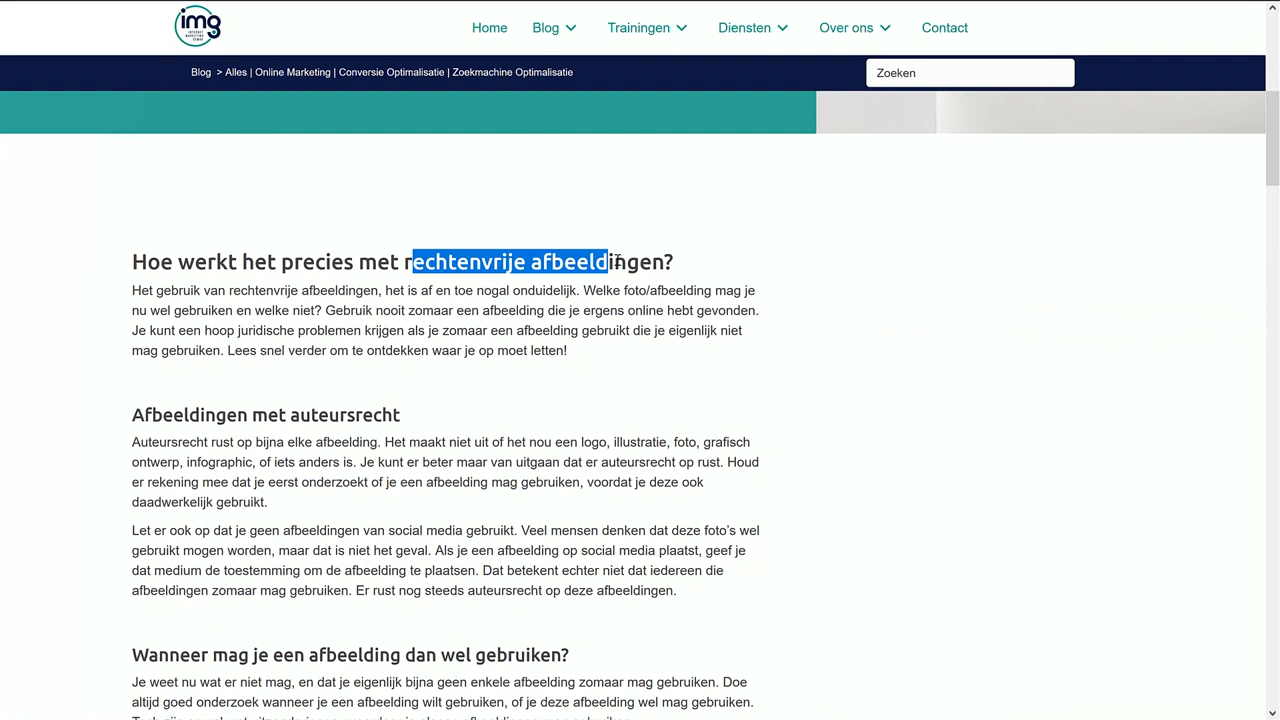 img
INTERNET
MARKETING
Home Blog Trainingen Diensten Over ons Contact
Blog > Alles | Online Marketing | Conversie Optimalisatie | Zoekmachine Optimalisatie
Zoeken
Hoe werkt het precies met rechtenvrije afbeeldingen?
Het gebruik van rechtenvrije afbeeldingen, het is af en toe nogal onduidelijk. Welke foto/afbeelding mag je
nu wel gebruiken en welke niet? Gebruik nooit zomaar een afbeelding die je ergens online hebt gevonden.
Je kunt een hoop juridische problemen krijgen als je zomaar een afbeelding gebruikt die je eigenlijk niet
mag gebruiken. Lees snel verder om te ontdekken waar je op moet letten!
Afbeeldingen met auteursrecht
Auteursrecht rust op bijna elke afbeelding. Het maakt niet uit of het nou een logo, illustratie, foto, grafisch
ontwerp, infographic, of iets anders is. Je kunt er beter maar van uitgaan dat er auteursrecht op rust. Houd
er rekening mee dat je eerst onderzoekt of je een afbeelding mag gebruiken, voordat je deze ook
daadwerkelijk gebruikt.
Let er ook op dat je geen afbeeldingen van social media gebruikt. Veel mensen denken dat deze foto's wel
gebruikt mogen worden, maar dat is niet het geval. Als je een afbeelding op social media plaatst, geef je
dat medium de toestemming om de afbeelding te plaatsen. Dat betekent echter niet dat iedereen die
afbeeldingen zomaar mag gebruiken. Er rust nog steeds auteursrecht op deze afbeeldingen.
Wanneer mag je een afbeelding dan wel gebruiken?
Je weet nu wat er niet mag, en dat je eigenlijk bijna geen enkele afbeelding zomaar mag gebruiken. Doe
altijd goed onderzoek wanneer je een afbeelding wilt gebruiken, of je deze afbeelding wel mag gebruiken.